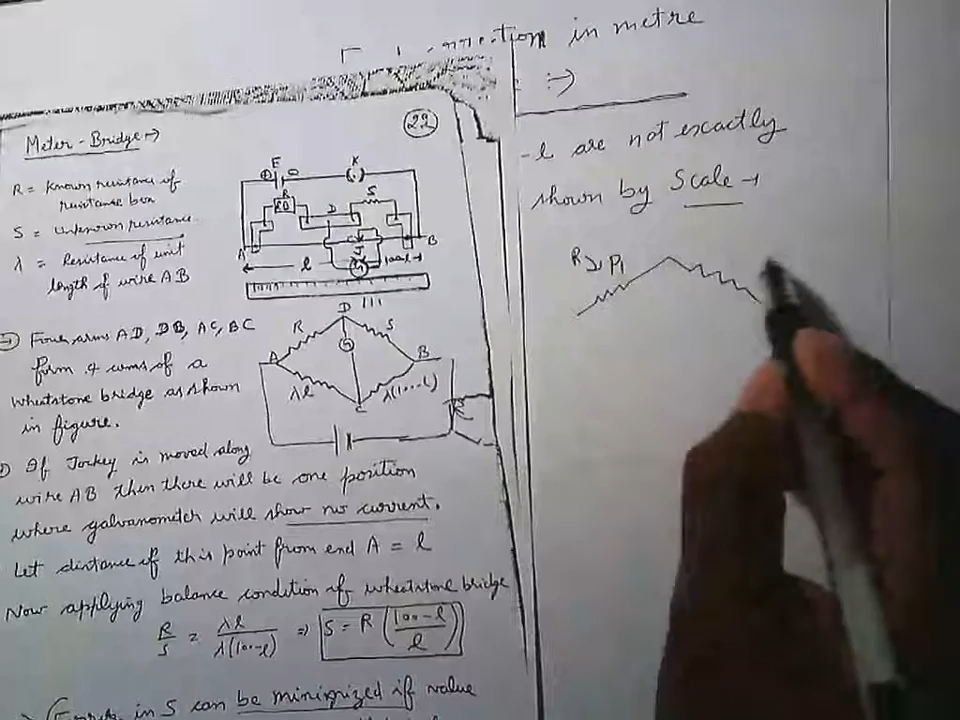 in metre
:→
22
Meter-Bridge→
R = Known resistance of
resistance box
S = Unknown resistance.
λ = Resistance of unit
length of wire AB
E
K
R
S
D
A
C
B
J
l
100-l→
- l are not exactly
shown by Scale →
R → P1
⇒ Four arms AD, DB, AC, BC
form 4 arms of a
wheatstone bridge as shown
in figure.
D
R
S
G
A
B
λl
λ(100-l)
C
If Jockey is moved along
wire AB then there will be one position
where galvanometer will show no current.
Let distance of this point from end A = l
Now applying balance condition of wheatstone bridge
R/S = λl/λ(100-l) ⇒ S = R (100-l / l)
in S can be minimized if value